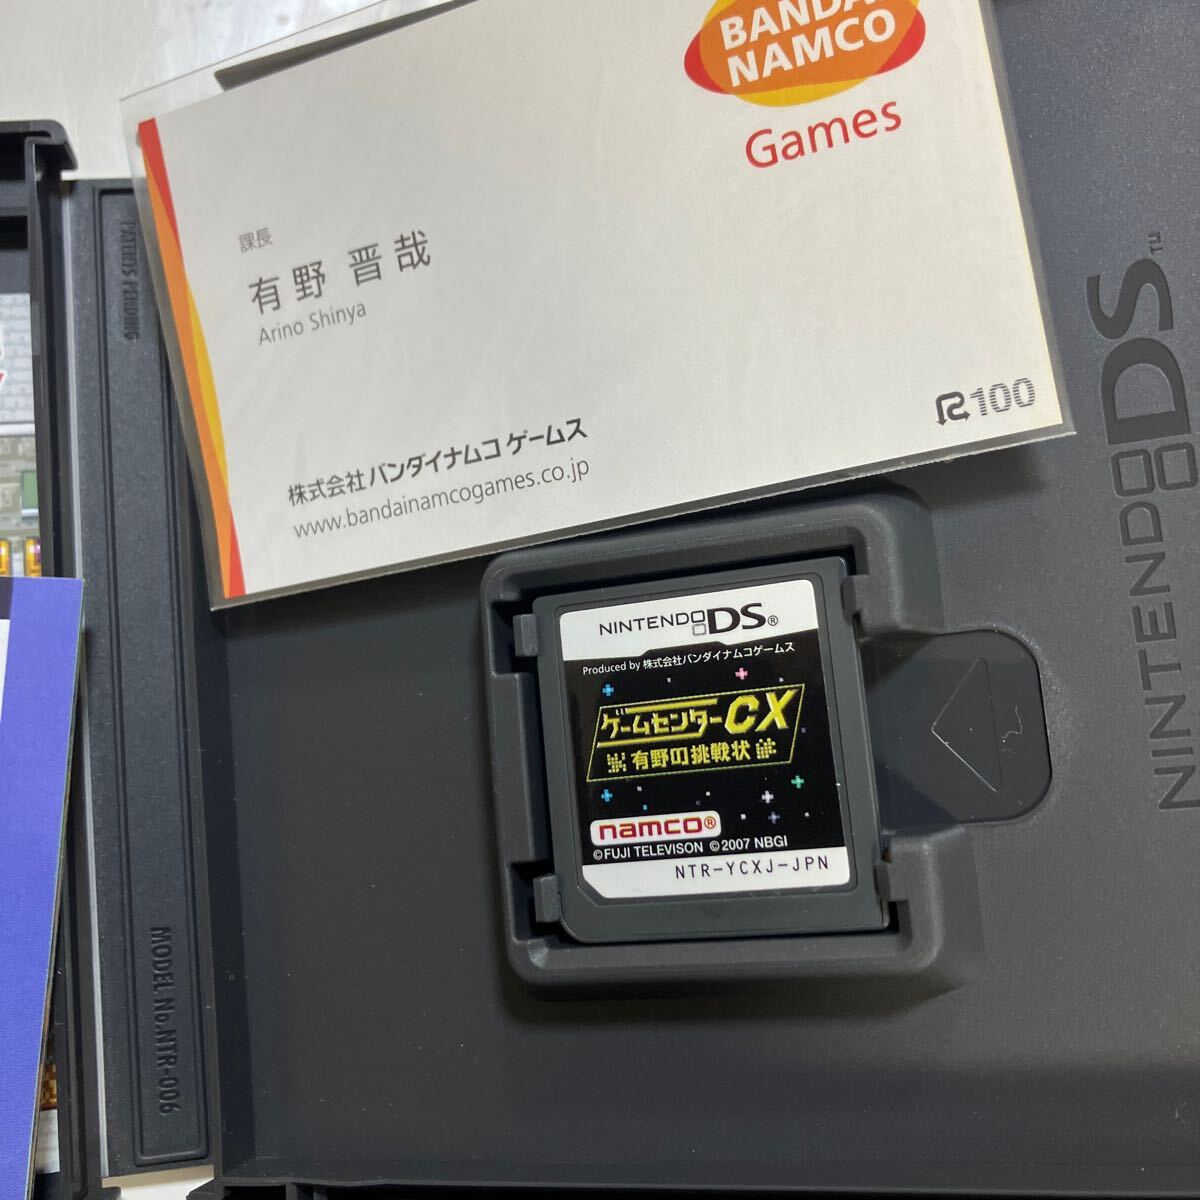 BANDAI
NAMCO
Games
課長
有野 晋哉
Arino Shinya
株式会社 バンダイナムコ ゲームス
www.bandainamcogames.co.jp
R100
PATENTS PENDING
MODEL No.NTR-006
NINTENDO DS™
NINTENDO DS®
Produced by 株式会社バンダイナムコゲームス
ゲームセンターCX
有野の挑戦状
namco®
©FUJI TELEVISON ©2007 NBGI
NTR-YCXJ-JPN